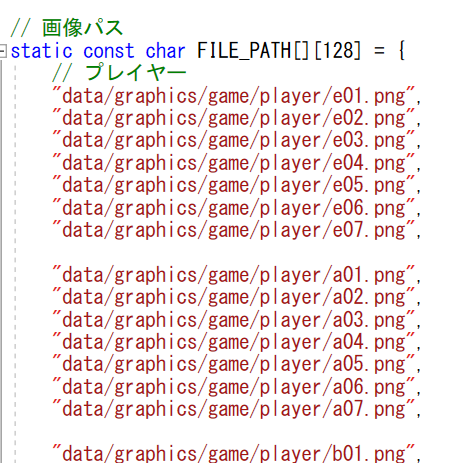 // 画像パス
static const char FILE_PATH[][128] = {
// プレイヤー
"data/graphics/game/player/e01.png",
"data/graphics/game/player/e02.png",
"data/graphics/game/player/e03.png",
"data/graphics/game/player/e04.png",
"data/graphics/game/player/e05.png",
"data/graphics/game/player/e06.png",
"data/graphics/game/player/e07.png",
"data/graphics/game/player/a01.png",
"data/graphics/game/player/a02.png",
"data/graphics/game/player/a03.png",
"data/graphics/game/player/a04.png",
"data/graphics/game/player/a05.png",
"data/graphics/game/player/a06.png",
"data/graphics/game/player/a07.png",
"data/graphics/game/player/b01.png",